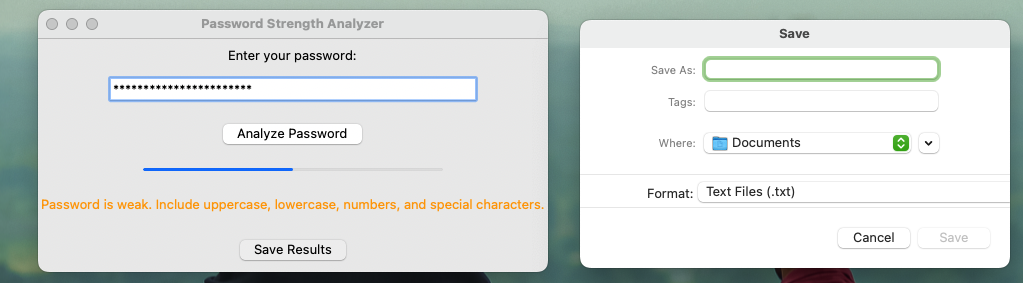 Password Strength Analyzer
Enter your password:
***********************
Analyze Password
Password is weak. Include uppercase, lowercase, numbers, and special characters.
Save Results
Save
Save As:
Tags:
Where: Documents
Format: Text Files (.txt)
Cancel Save